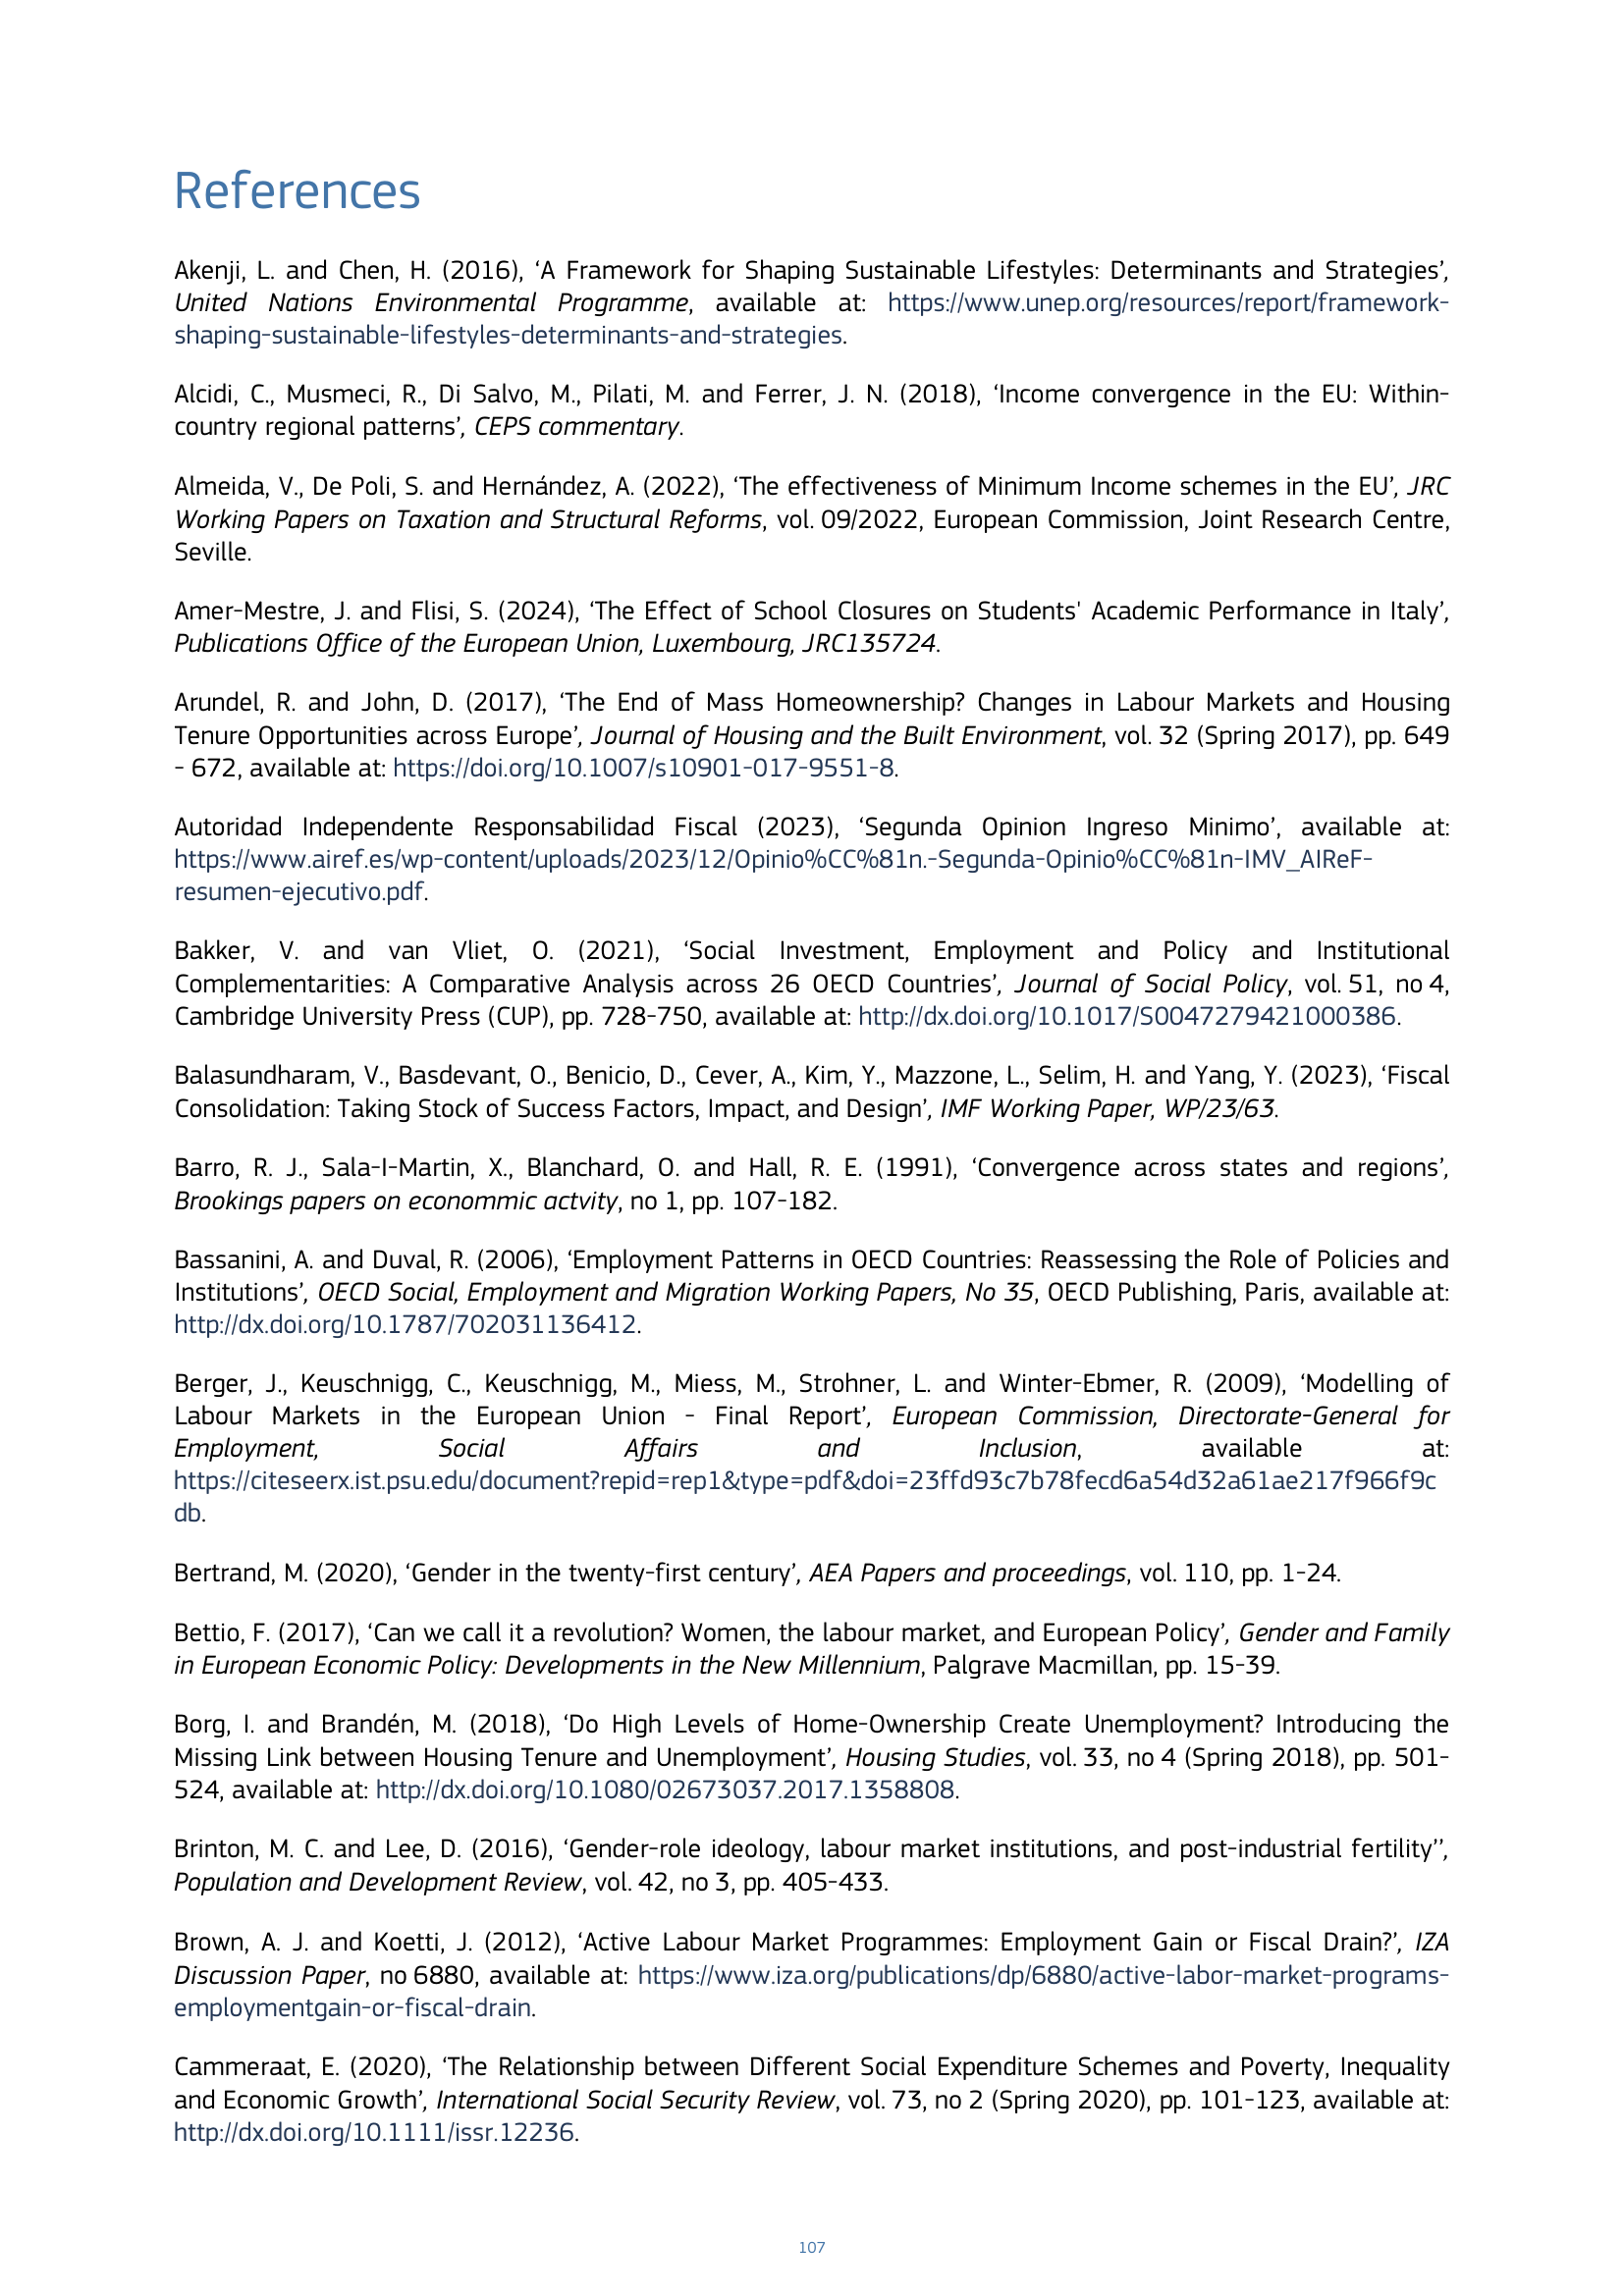 References
Akenji, L. and Chen, H. (2016), ‘A Framework for Shaping Sustainable Lifestyles: Determinants and Strategies’,
United Nations Environmental Programme, available at: https://www.unep.org/resources/report/framework-
shaping-sustainable-lifestyles-determinants-and-strategies.
Alcidi, C., Musmeci, R., Di Salvo, M., Pilati, M. and Ferrer, J. N. (2018), ‘Income convergence in the EU: Within-
country regional patterns’, CEPS commentary.
Almeida, V., De Poli, S. and Hernández, A. (2022), ‘The effectiveness of Minimum Income schemes in the EU’, JRC
Working Papers on Taxation and Structural Reforms, vol. 09/2022, European Commission, Joint Research Centre,
Seville.
Amer-Mestre, J. and Flisi, S. (2024), ‘The Effect of School Closures on Students' Academic Performance in Italy’,
Publications Office of the European Union, Luxembourg, JRC135724.
Arundel, R. and John, D. (2017), ‘The End of Mass Homeownership? Changes in Labour Markets and Housing
Tenure Opportunities across Europe’, Journal of Housing and the Built Environment, vol. 32 (Spring 2017), pp. 649
- 672, available at: https://doi.org/10.1007/s10901-017-9551-8.
Autoridad Independente Responsabilidad Fiscal (2023), ‘Segunda Opinion Ingreso Minimo’, available at:
https://www.airef.es/wp-content/uploads/2023/12/Opinio%CC%81n.-Segunda-Opinio%CC%81n-IMV_AIReF-
resumen-ejecutivo.pdf.
Bakker, V. and van Vliet, O. (2021), ‘Social Investment, Employment and Policy and Institutional
Complementarities: A Comparative Analysis across 26 OECD Countries’, Journal of Social Policy, vol. 51, no 4,
Cambridge University Press (CUP), pp. 728-750, available at: http://dx.doi.org/10.1017/S0047279421000386.
Balasundharam, V., Basdevant, O., Benicio, D., Cever, A., Kim, Y., Mazzone, L., Selim, H. and Yang, Y. (2023), ‘Fiscal
Consolidation: Taking Stock of Success Factors, Impact, and Design’, IMF Working Paper, WP/23/63.
Barro, R. J., Sala-I-Martin, X., Blanchard, O. and Hall, R. E. (1991), ‘Convergence across states and regions’,
Brookings papers on econommic actvity, no 1, pp. 107-182.
Bassanini, A. and Duval, R. (2006), ‘Employment Patterns in OECD Countries: Reassessing the Role of Policies and
Institutions’, OECD Social, Employment and Migration Working Papers, No 35, OECD Publishing, Paris, available at:
http://dx.doi.org/10.1787/702031136412.
Berger, J., Keuschnigg, C., Keuschnigg, M., Miess, M., Strohner, L. and Winter-Ebmer, R. (2009), ‘Modelling of
Labour Markets in the European Union - Final Report’, European Commission, Directorate-General for
Employment, Social Affairs and Inclusion, available at:
https://citeseerx.ist.psu.edu/document?repid=rep1&type=pdf&doi=23ffd93c7b78fecd6a54d32a61ae217f966f9c
db.
Bertrand, M. (2020), ‘Gender in the twenty-first century’, AEA Papers and proceedings, vol. 110, pp. 1-24.
Bettio, F. (2017), ‘Can we call it a revolution? Women, the labour market, and European Policy’, Gender and Family
in European Economic Policy: Developments in the New Millennium, Palgrave Macmillan, pp. 15-39.
Borg, I. and Brandén, M. (2018), ‘Do High Levels of Home-Ownership Create Unemployment? Introducing the
Missing Link between Housing Tenure and Unemployment’, Housing Studies, vol. 33, no 4 (Spring 2018), pp. 501-
524, available at: http://dx.doi.org/10.1080/02673037.2017.1358808.
Brinton, M. C. and Lee, D. (2016), ‘Gender-role ideology, labour market institutions, and post-industrial fertility’’,
Population and Development Review, vol. 42, no 3, pp. 405-433.
Brown, A. J. and Koetti, J. (2012), ‘Active Labour Market Programmes: Employment Gain or Fiscal Drain?’, IZA
Discussion Paper, no 6880, available at: https://www.iza.org/publications/dp/6880/active-labor-market-programs-
employmentgain-or-fiscal-drain.
Cammeraat, E. (2020), ‘The Relationship between Different Social Expenditure Schemes and Poverty, Inequality
and Economic Growth’, International Social Security Review, vol. 73, no 2 (Spring 2020), pp. 101-123, available at:
http://dx.doi.org/10.1111/issr.12236.
107